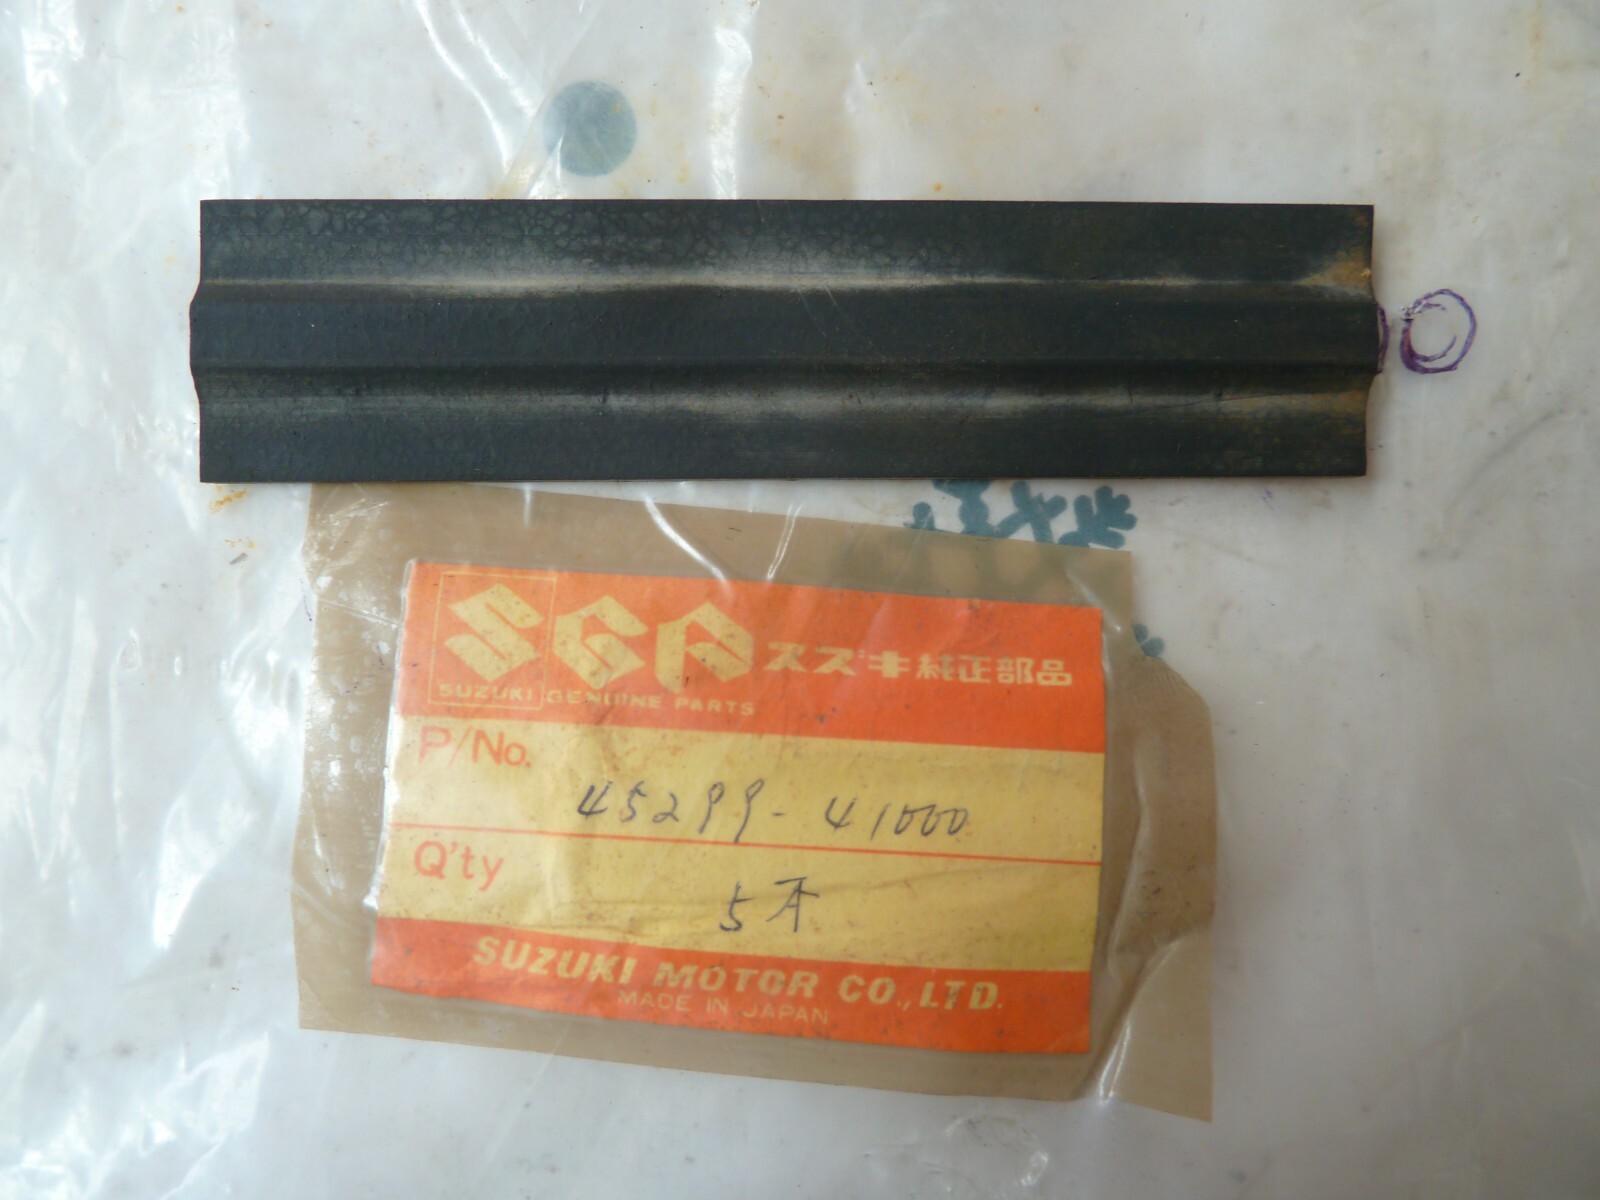 SGP スズキ純正部品
SUZUKI GENUINE PARTS
P/No.
45299-41000
Q'ty
5本
SUZUKI MOTOR CO., LTD.
MADE IN JAPAN